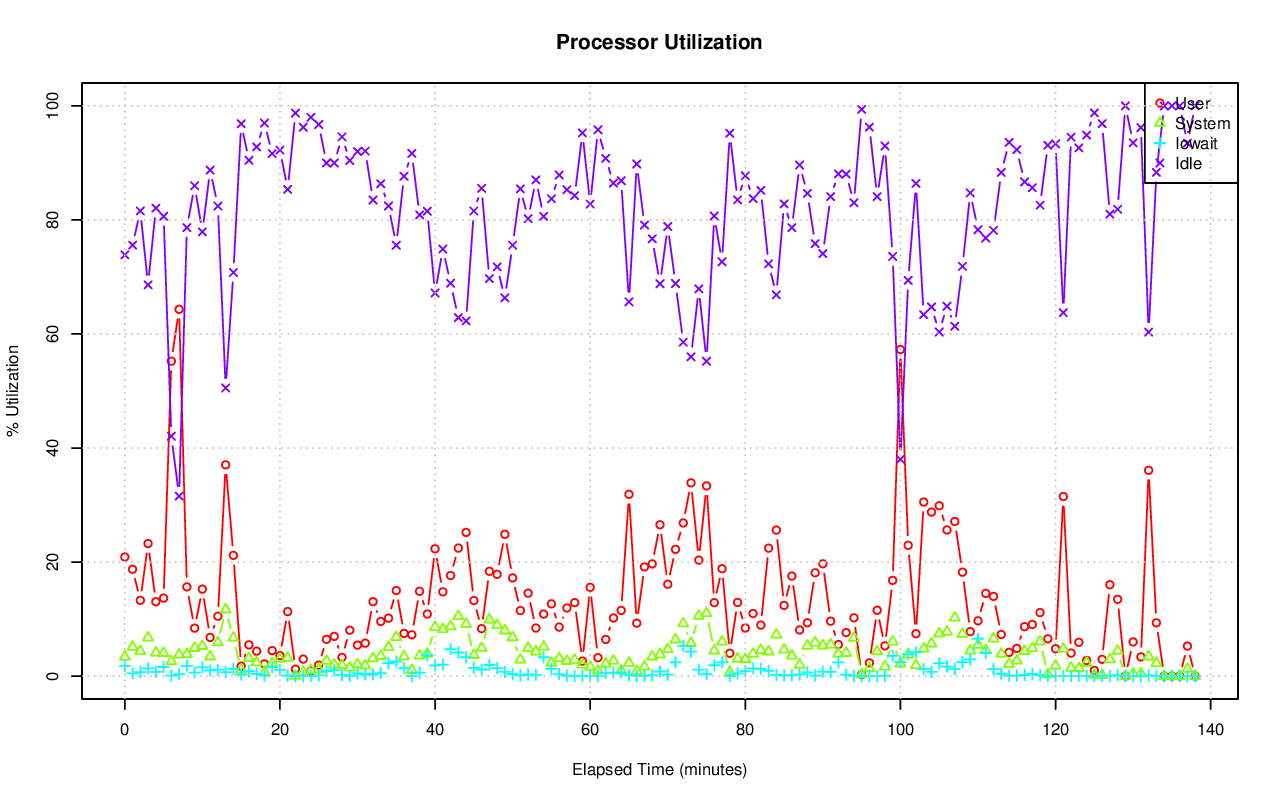 Processor Utilization
% Utilization
100
80
60
40
20
0
User
System
Iowait
Idle
0 20 40 60 80 100 120 140
Elapsed Time (minutes)